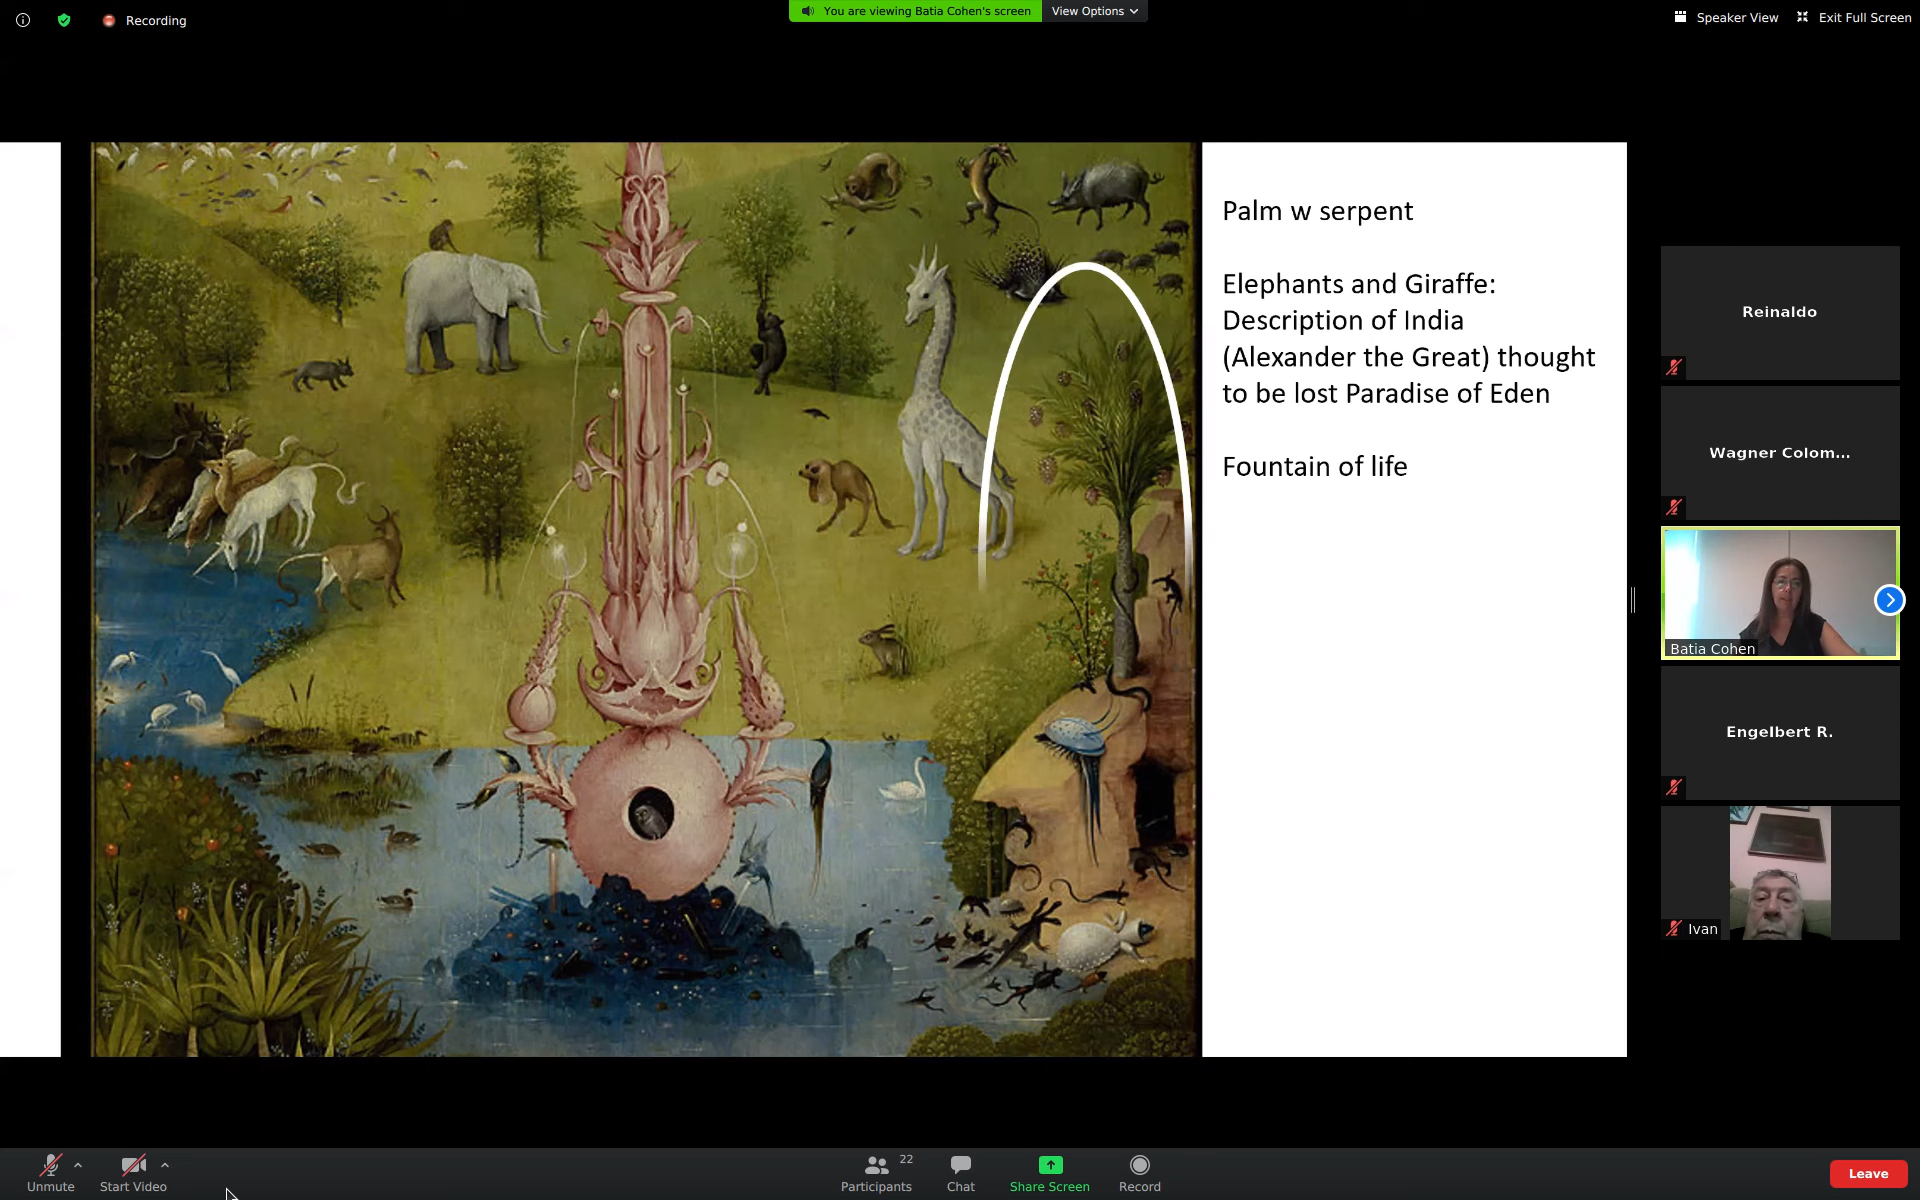 Recording
You are viewing Batia Cohen's screen
View Options
Speaker View
Exit Full Screen
Palm w serpent
Elephants and Giraffe:
Description of India
(Alexander the Great) thought
to be lost Paradise of Eden
Fountain of life
Reinaldo
Wagner Colom...
Batia Cohen
Engelbert R.
Ivan
Unmute
Start Video
22
Participants
Chat
Share Screen
Record
Leave